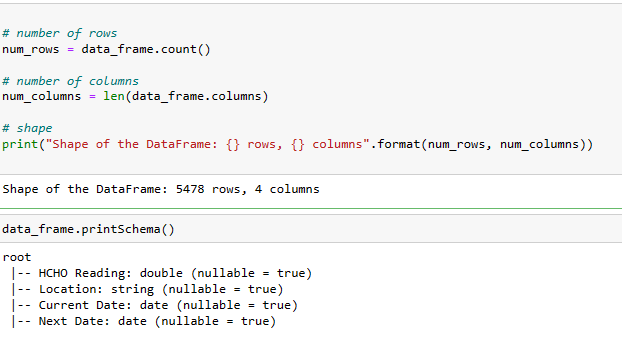 # number of rows
num_rows = data_frame.count()
# number of columns
num_columns = len(data_frame.columns)
# shape
print("Shape of the DataFrame: {} rows, {} columns".format(num_rows, num_columns))
Shape of the DataFrame: 5478 rows, 4 columns
data_frame.printSchema()
root
 |-- HCHO Reading: double (nullable = true)
 |-- Location: string (nullable = true)
 |-- Current Date: date (nullable = true)
 |-- Next Date: date (nullable = true)